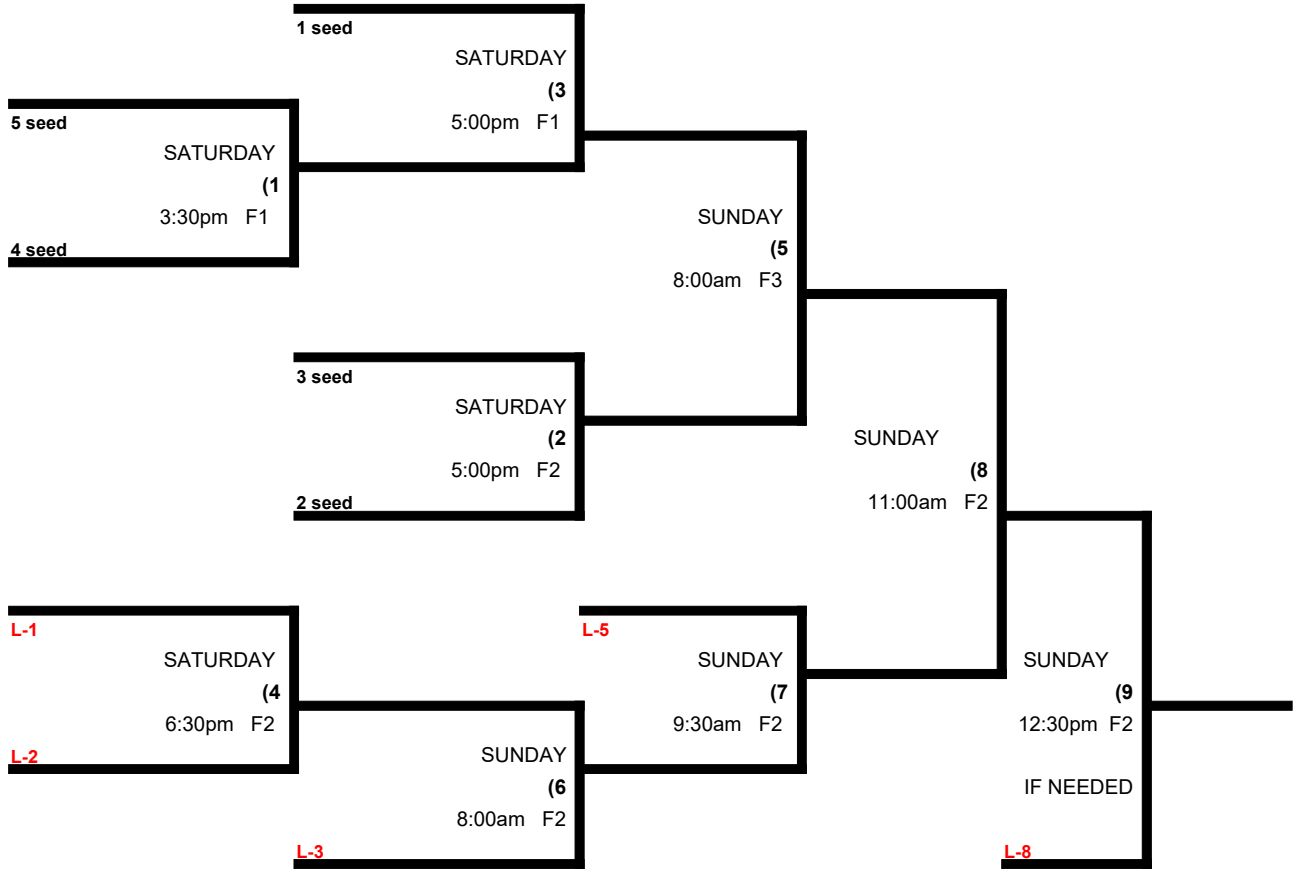 1 seed
SATURDAY
(3
5:00pm F1
5 seed
SATURDAY
(1
3:30pm F1
4 seed
SUNDAY
(5
8:00am F3
3 seed
SATURDAY
(2
5:00pm F2
2 seed
SUNDAY
(8
11:00am F2
L-1
SATURDAY
(4
6:30pm F2
L-2
L-5
SUNDAY
(7
9:30am F2
SUNDAY
(6
8:00am F2
L-3
SUNDAY
(9
12:30pm F2
IF NEEDED
L-8